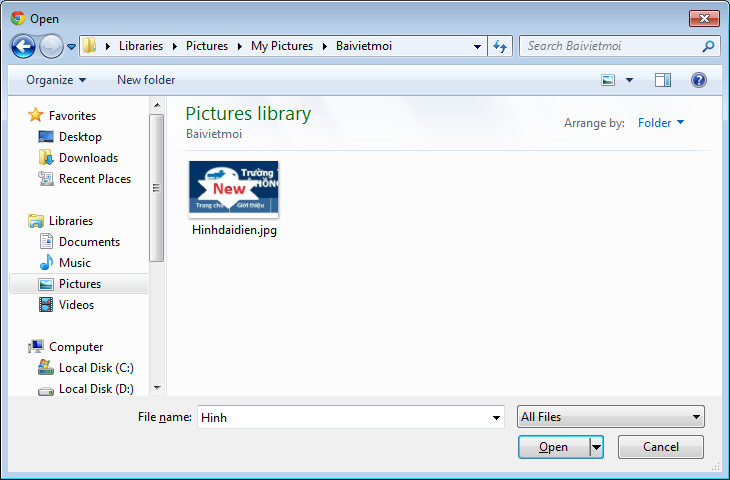 Open
Libraries Pictures My Pictures Baivietmoi
Search Baivietmoi
Organize New folder
Favorites
Desktop
Downloads
Recent Places
Libraries
Documents
Music
Pictures
Videos
Computer
Local Disk (C:)
Local Disk (D:)
Pictures library
Baivietmoi
Arrange by: Folder
Trường
New
Trang chủ Giới thiệu
Hinhdaidien.jpg
File name: Hinh
All Files
Open Cancel